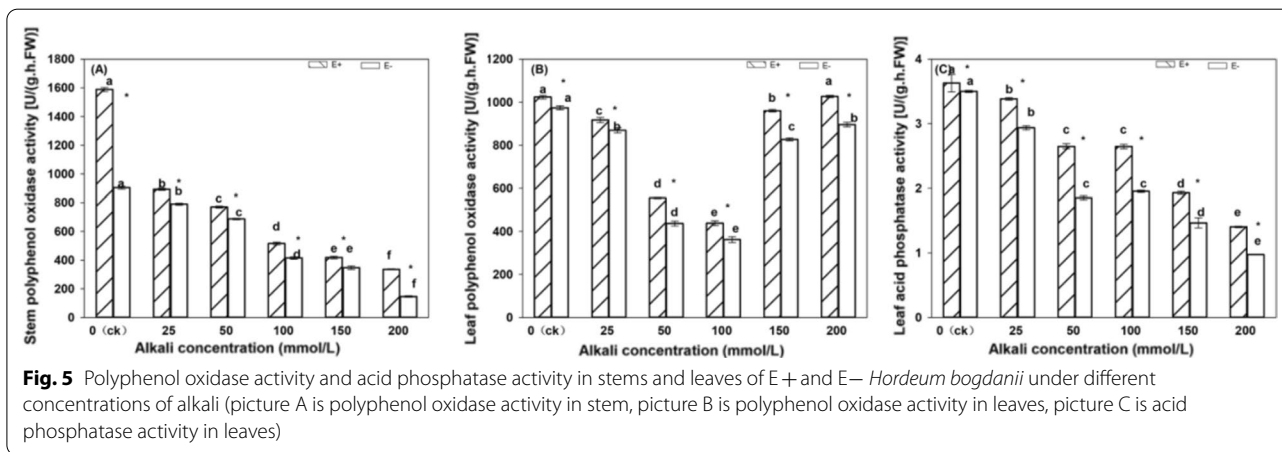 Stem polyphenol oxidase activity [U/(g.h.FW)]
1800
1600
1400
1200
1000
800
600
400
200
0
(A)
E+ E-
a *
a
b *
b
c *
c
d *
d
e * e
f *
f
0 (ck) 25 50 100 150 200
Alkali concentration (mmol/L)
Leaf polyphenol oxidase activity [U/(g.h.FW)]
1200
1000
800
600
400
200
0
(B)
E+ E-
a * a
c *
b
d *
d
e *
e
b *
c
a *
b
0 (ck) 25 50 100 150 200
Alkali concentration (mmol/L)
Leaf acid phosphatase activity [U/(g.h.FW)]
4
3
2
1
0
(C)
E+ E-
a *
a
b *
b
c *
c
c *
c
d *
d
e *
e
0 (ck) 25 50 100 150 200
Alkali concentration (mmol/L)
Fig. 5 Polyphenol oxidase activity and acid phosphatase activity in stems and leaves of E+ and E− Hordeum bogdanii under different
concentrations of alkali (picture A is polyphenol oxidase activity in stem, picture B is polyphenol oxidase activity in leaves, picture C is acid
phosphatase activity in leaves)